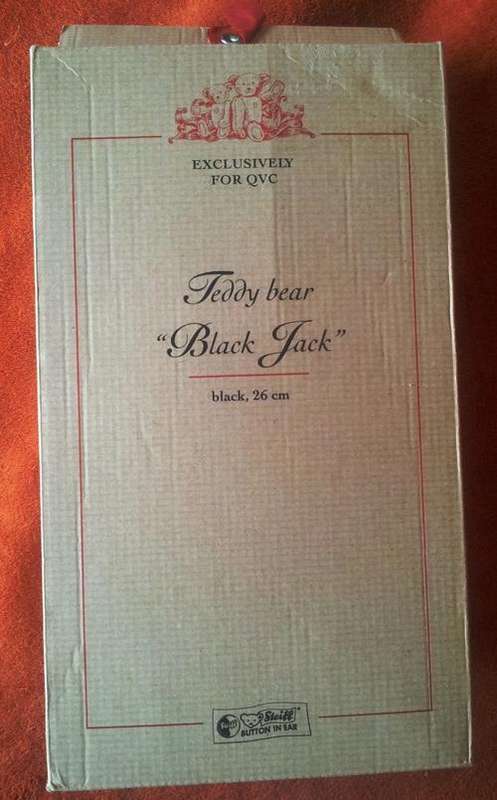 EXCLUSIVELY
FOR QVC
Teddy bear
“Black Jack”
black, 26 cm
Steiff
BUTTON IN EAR